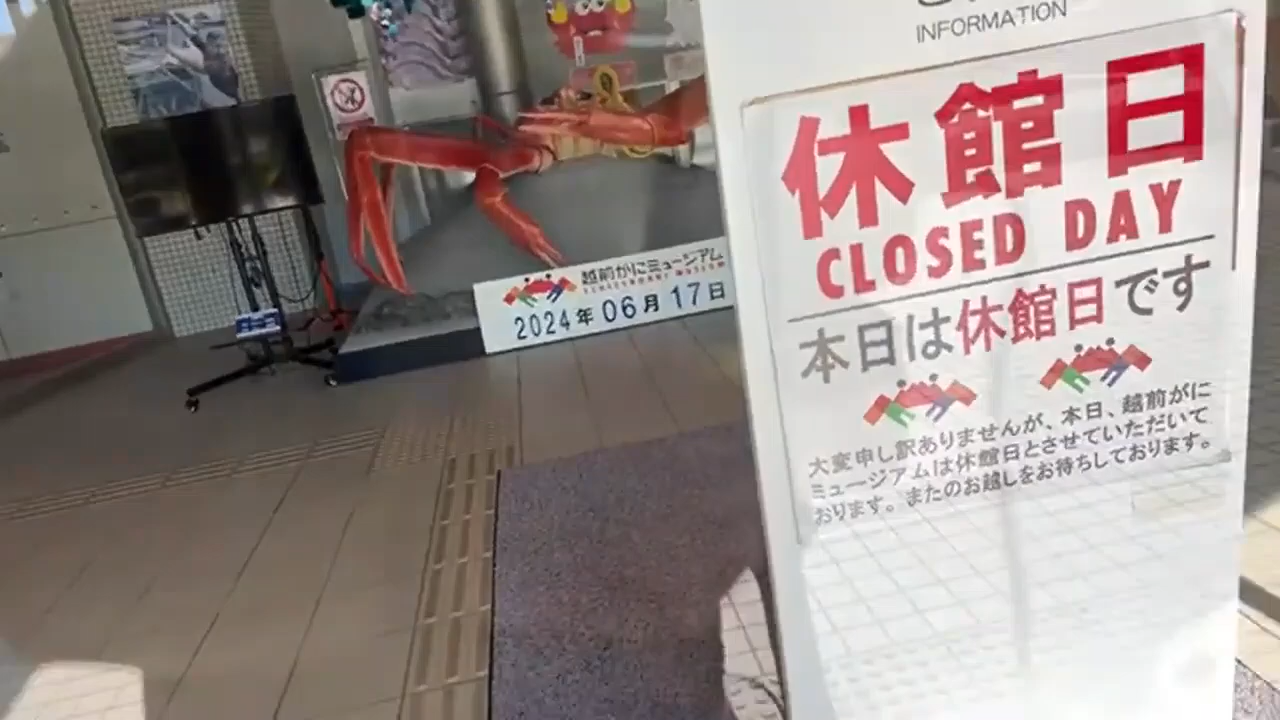 INFORMATION
休館日
CLOSED DAY
本日は休館日です
大変申し訳ありませんが、本日、越前がに
ミュージアムは休館日とさせていただいて
おります。またのお越しをお待ちしております。
越前がにミュージアム
2024年 06月 17日